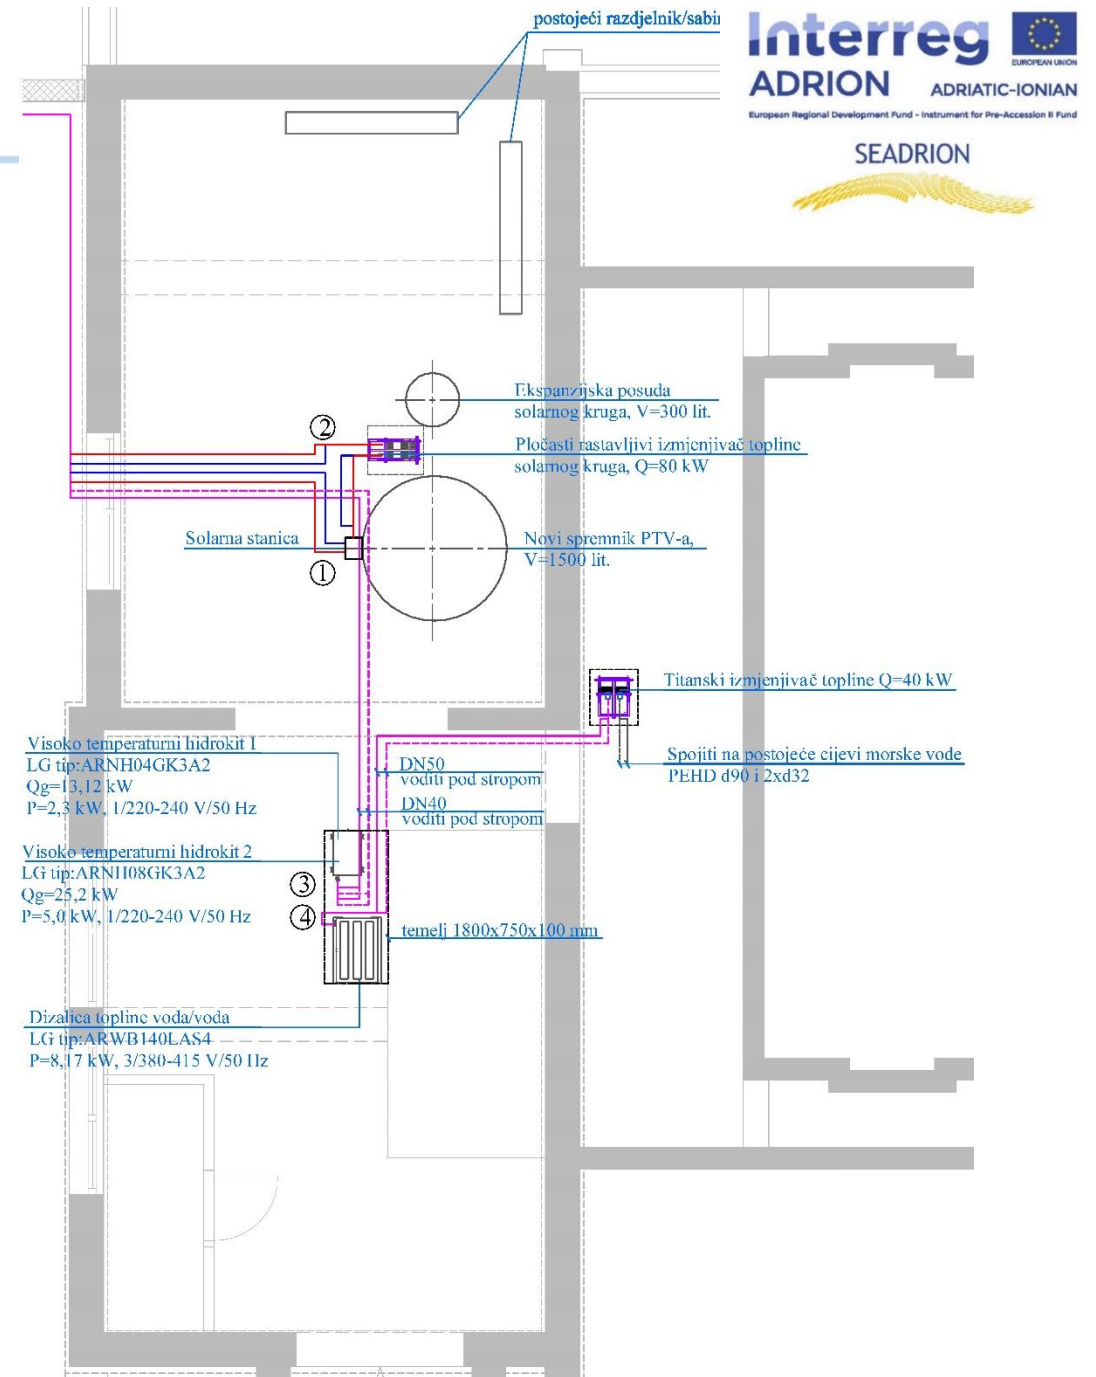 postojeći razdjelnik/sabi
Interreg
EUROPEAN UNION
ADRION ADRIATIC-IONIAN
European Regional Development Fund - Instrument for Pre-Accession II Fund
SEADRION
Ekspanzijska posuda
solarnog kruga, V=300 lit.
2
Pločasti rastavljivi izmjenjivač topline
solarnog kruga, Q=80 kW
Solarna stanica
Novi spremnik PTV-a,
V=1500 lit.
1
Titanski izmjenjivač topline Q=40 kW
Visoko temperaturni hidrokit 1
LG tip:ARNH04GK3A2
Qg=13,12 kW
P=2,3 kW, 1/220-240 V/50 Hz
DN50
voditi pod stropom
DN40
voditi pod stropom
Spojiti na postojeće cijevi morske vode
PEHD d90 i 2xd32
Visoko temperaturni hidrokit 2
LG tip:ARNH08GK3A2
Qg=25,2 kW
P=5,0 kW, 1/220-240 V/50 Hz
3
4
temelj 1800x750x100 mm
Dizalica topline voda/voda
LG tip:ARWB140LAS4
P=8,17 kW, 3/380-415 V/50 Hz